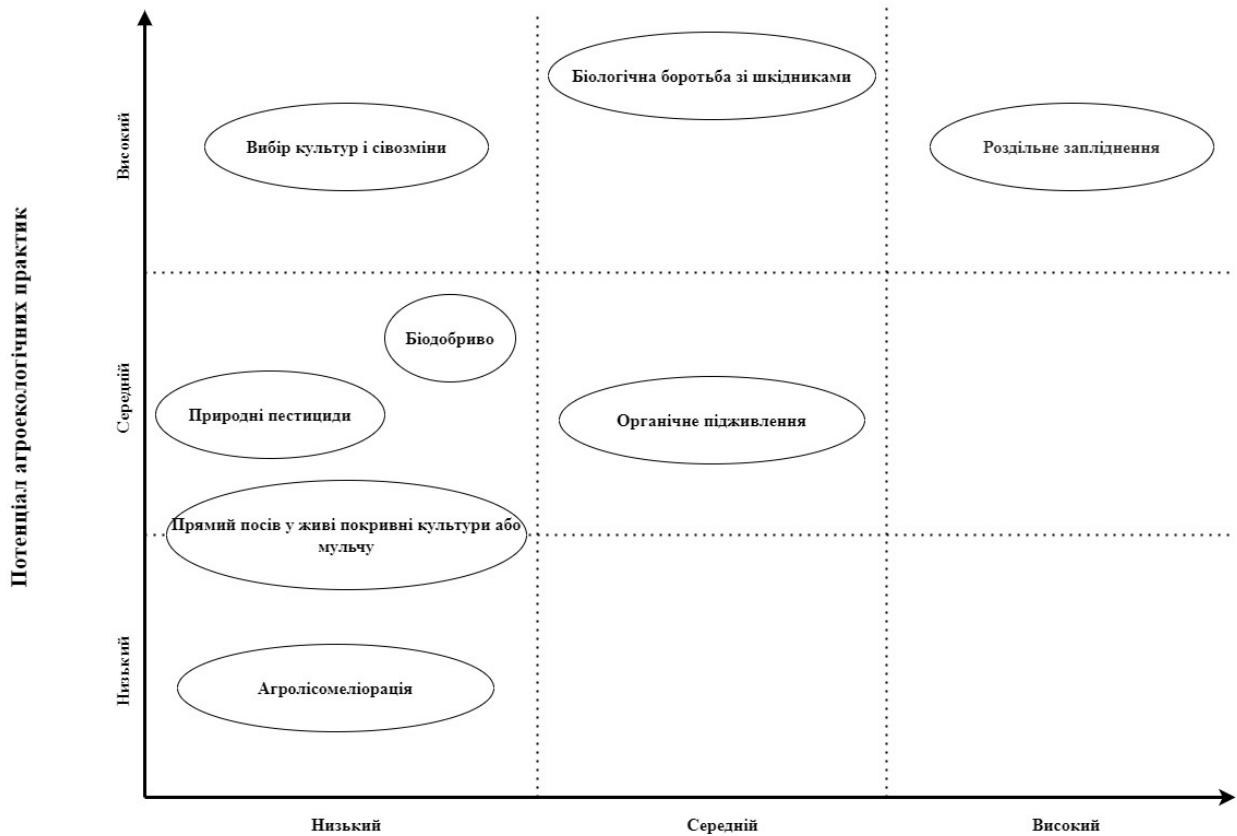 Потенціал агроекологічних практик
Високий
Середній
Низький
Біологічна боротьба зі шкідниками
Вибір культур і сівозміни
Роздільне запліднення
Біодобриво
Природні пестициди
Органічне підживлення
Прямий посів у живі покривні культури або
мульчу
Агролісомеліорація
Низький
Середній
Високий